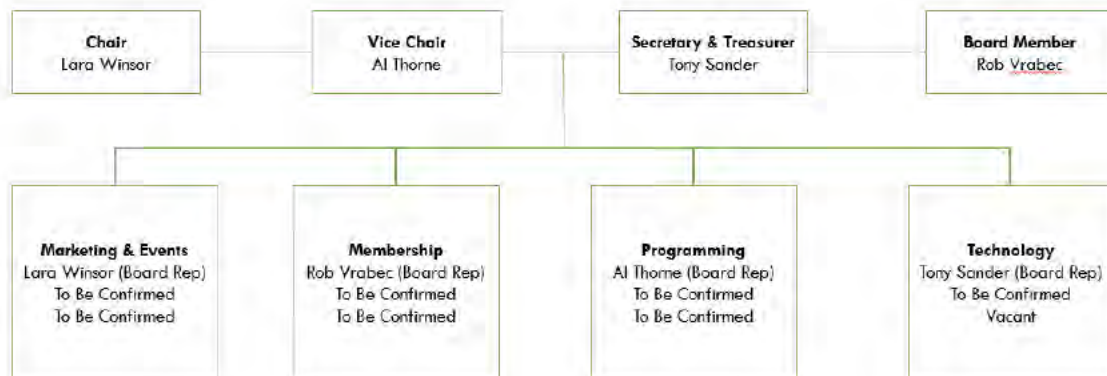 Chair
Lara Winsor
Vice Chair
Al Thorne
Secretary & Treasurer
Tony Sander
Board Member
Rob Vrabec
Marketing & Events
Lara Winsor (Board Rep)
To Be Confirmed
To Be Confirmed
Membership
Rob Vrabec (Board Rep)
To Be Confirmed
To Be Confirmed
Programming
Al Thorne (Board Rep)
To Be Confirmed
To Be Confirmed
Technology
Tony Sander (Board Rep)
To Be Confirmed
Vacant